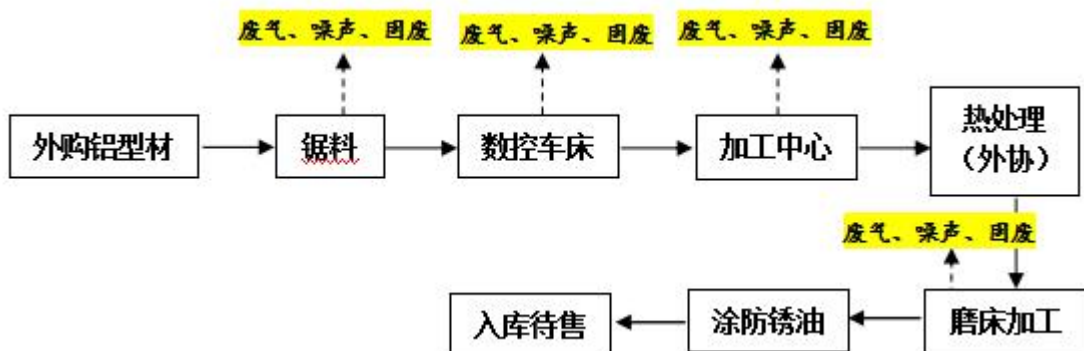 废气、噪声、固废
废气、噪声、固废
废气、噪声、固废
外购铝型材
锯料
数控车床
加工中心
热处理
（外协）
废气、噪声、固废
入库待售
涂防锈油
磨床加工